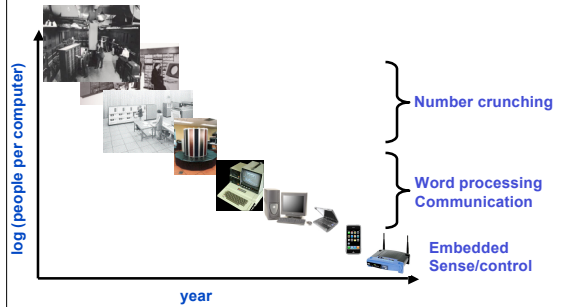 log (people per computer)
Number crunching
Word processing
Communication
Embedded
Sense/control
year